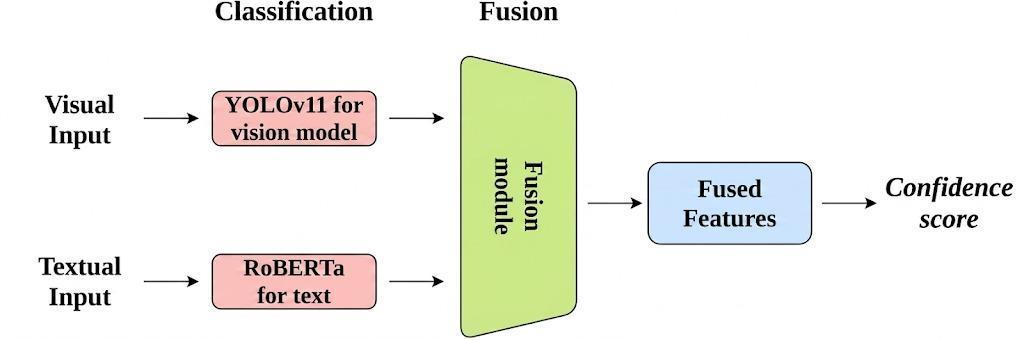 Classification
Fusion
Visual
Input
YOLOv11 for
vision model
Textual
Input
RoBERTa
for text
Fusion
module
Fused
Features
Confidence
score